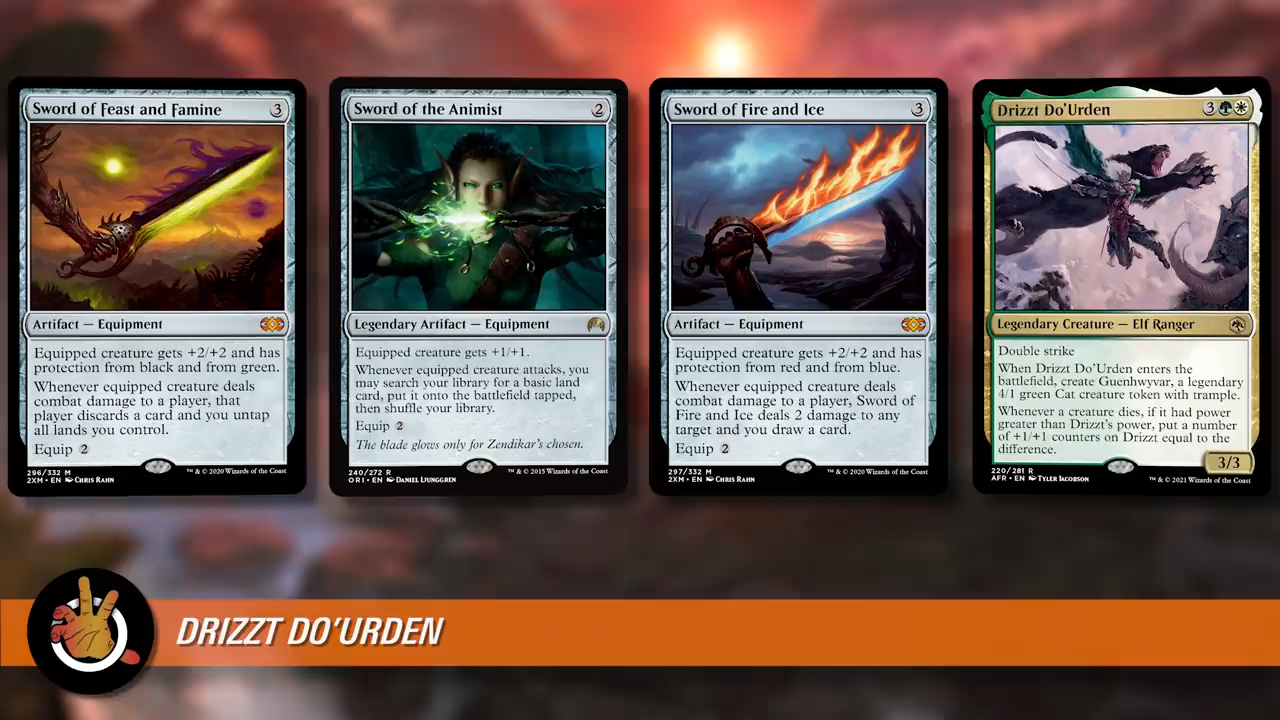 Sword of Feast and Famine 3
Artifact — Equipment
Equipped creature gets +2/+2 and has
protection from black and from green.
Whenever equipped creature deals
combat damage to a player, that
player discards a card and you untap
all lands you control.
Equip 2
296/332 M
2XM • EN Chris Rahn
™ & © 2020 Wizards of the Coast
Sword of the Animist 2
Legendary Artifact — Equipment
Equipped creature gets +1/+1.
Whenever equipped creature attacks, you
may search your library for a basic land
card, put it onto the battlefield tapped,
then shuffle your library.
Equip 2
The blade glows only for Zendikar's chosen.
240/272 R
ORI • EN Daniel Ljunggren
™ & © 2015 Wizards of the Coast
Sword of Fire and Ice 3
Artifact — Equipment
Equipped creature gets +2/+2 and has
protection from red and from blue.
Whenever equipped creature deals
combat damage to a player, Sword of
Fire and Ice deals 2 damage to any
target and you draw a card.
Equip 2
297/332 M
2XM • EN Chris Rahn
™ & © 2020 Wizards of the Coast
Drizzt Do'Urden 3
Legendary Creature — Elf Ranger
Double strike
When Drizzt Do'Urden enters the
battlefield, create Guenhwyvar, a legendary
4/1 green Cat creature token with trample.
Whenever a creature dies, if it had power
greater than Drizzt's power, put a number
of +1/+1 counters on Drizzt equal to the
difference.
3/3
220/281 R
AFR • EN Tyler Jacobson
™ & © 2021 Wizards of the Coast
DRIZZT DO'URDEN